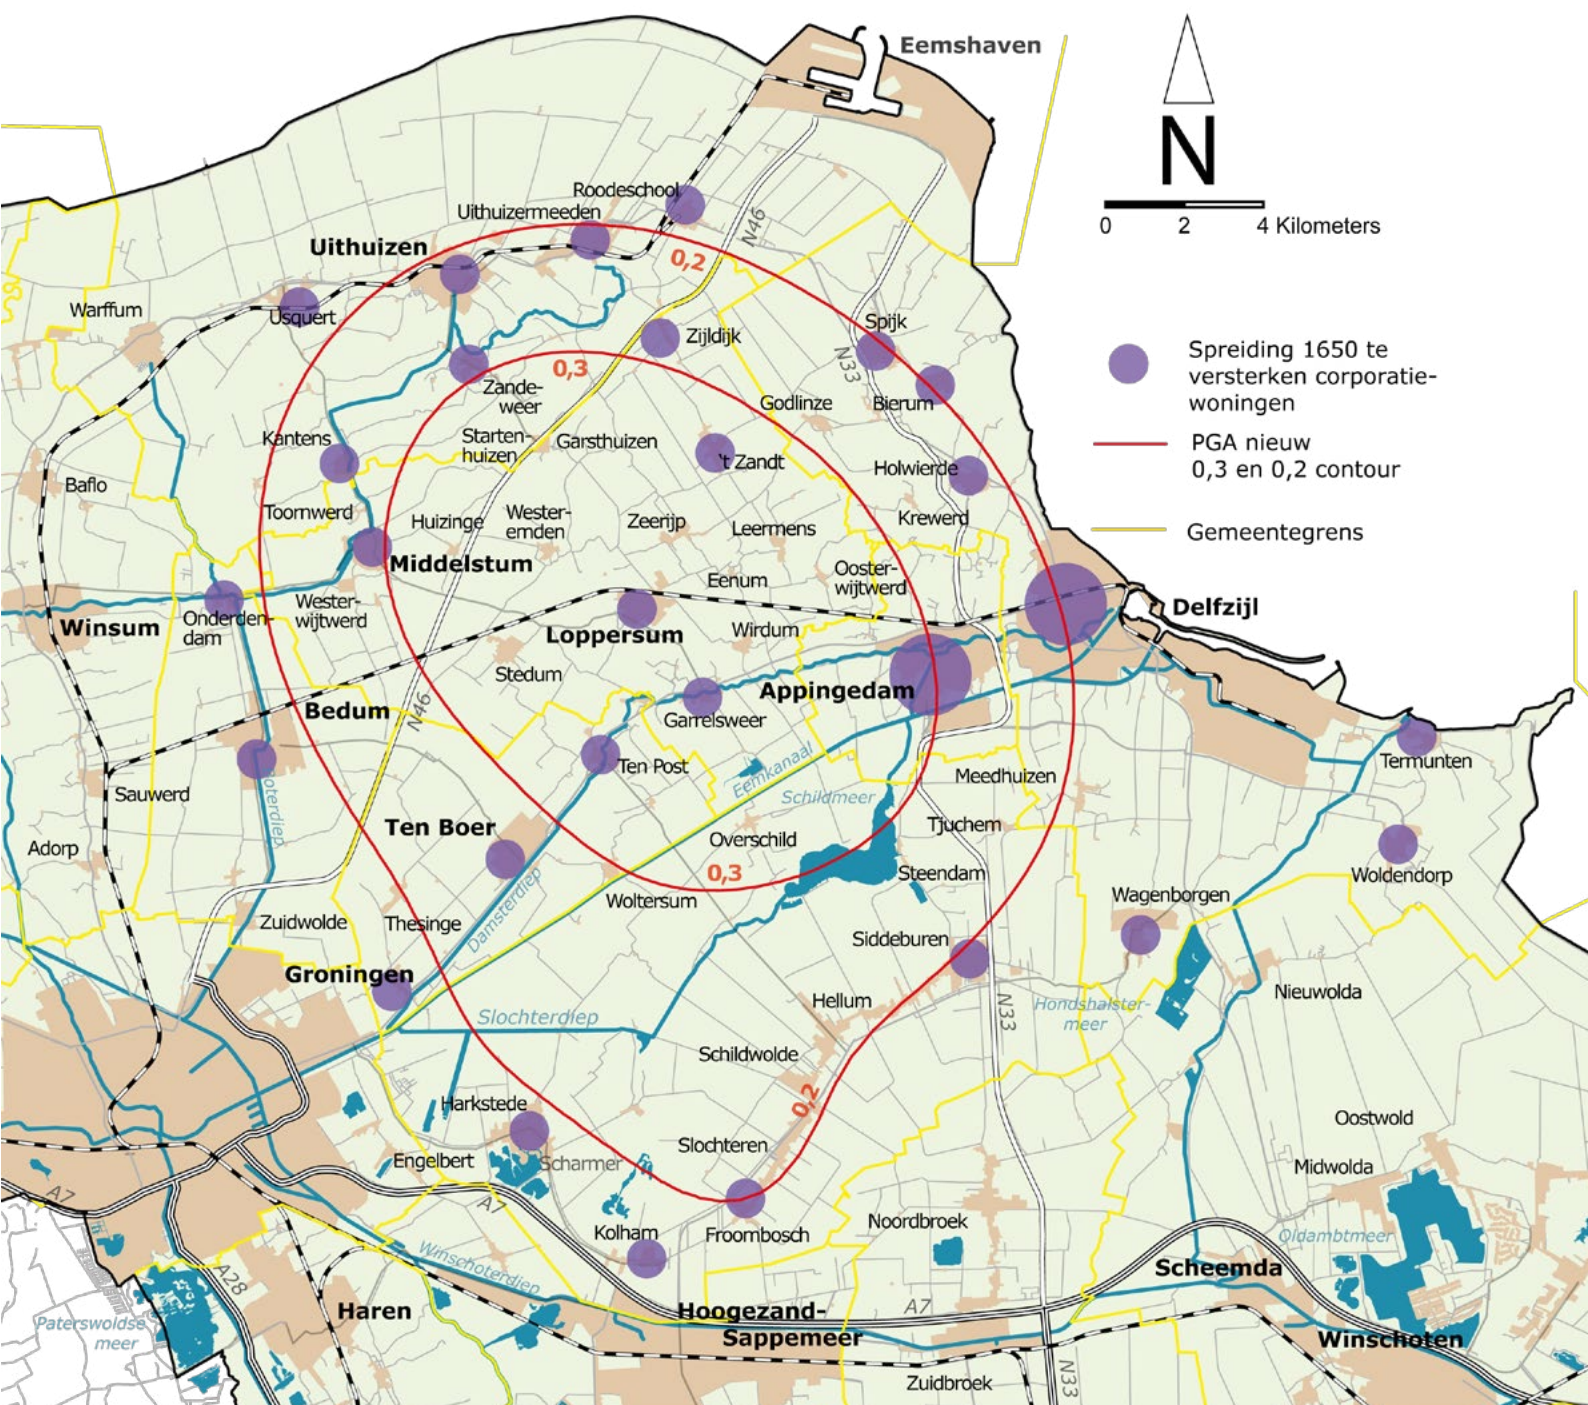 Eemshaven
N
0 2 4 Kilometers
Roodeschool
Uithuizermeeden
N46
Uithuizen
0,2
Usquert
Warffum
Zijldijk
Spijk
N33
0,3
Zande-
weer
Godlinze
Bierum
Kantens
Starten-
huizen
Garsthuizen
't Zandt
Holwierde
Baflo
Toornwerd
Huizinge
Wester-
emden
Zeerijp
Leermens
Krewerd
Middelstum
Eenum
Ooster-
wijtwerd
Spreiding 1650 te
versterken corporatie-
woningen
PGA nieuw
0,3 en 0,2 contour
Gemeentegrens
Winsum
Onderden-
dam
Wester-
wijtwerd
Loppersum
Wirdum
Delfzijl
Stedum
Appingedam
Bedum
N46
Garrelsweer
Ten Post
Eemkanaal
Schildmeer
Meedhuizen
Termunten
Sauwerd
oterdiep
Ten Boer
Overschild
Tjuchem
Adorp
0,3
Steendam
Woldendorp
Wagenborgen
Zuidwolde
Thesinge
Damsterdiep
Woltersum
Siddeburen
Groningen
Hellum
N33
Hondshalster-
meer
Nieuwolda
Slochterdiep
Schildwolde
0,2
Harkstede
Slochteren
Oostwold
Engelbert
Scharmer
Midwolda
A7
A7
Kolham
Froombosch
Noordbroek
Oldambtmeer
Winschoterdiep
A28
Scheemda
Haren
Hoogezand-
Sappemeer
A7
Paterswoldse
meer
Winschoten
Zuidbroek
N33